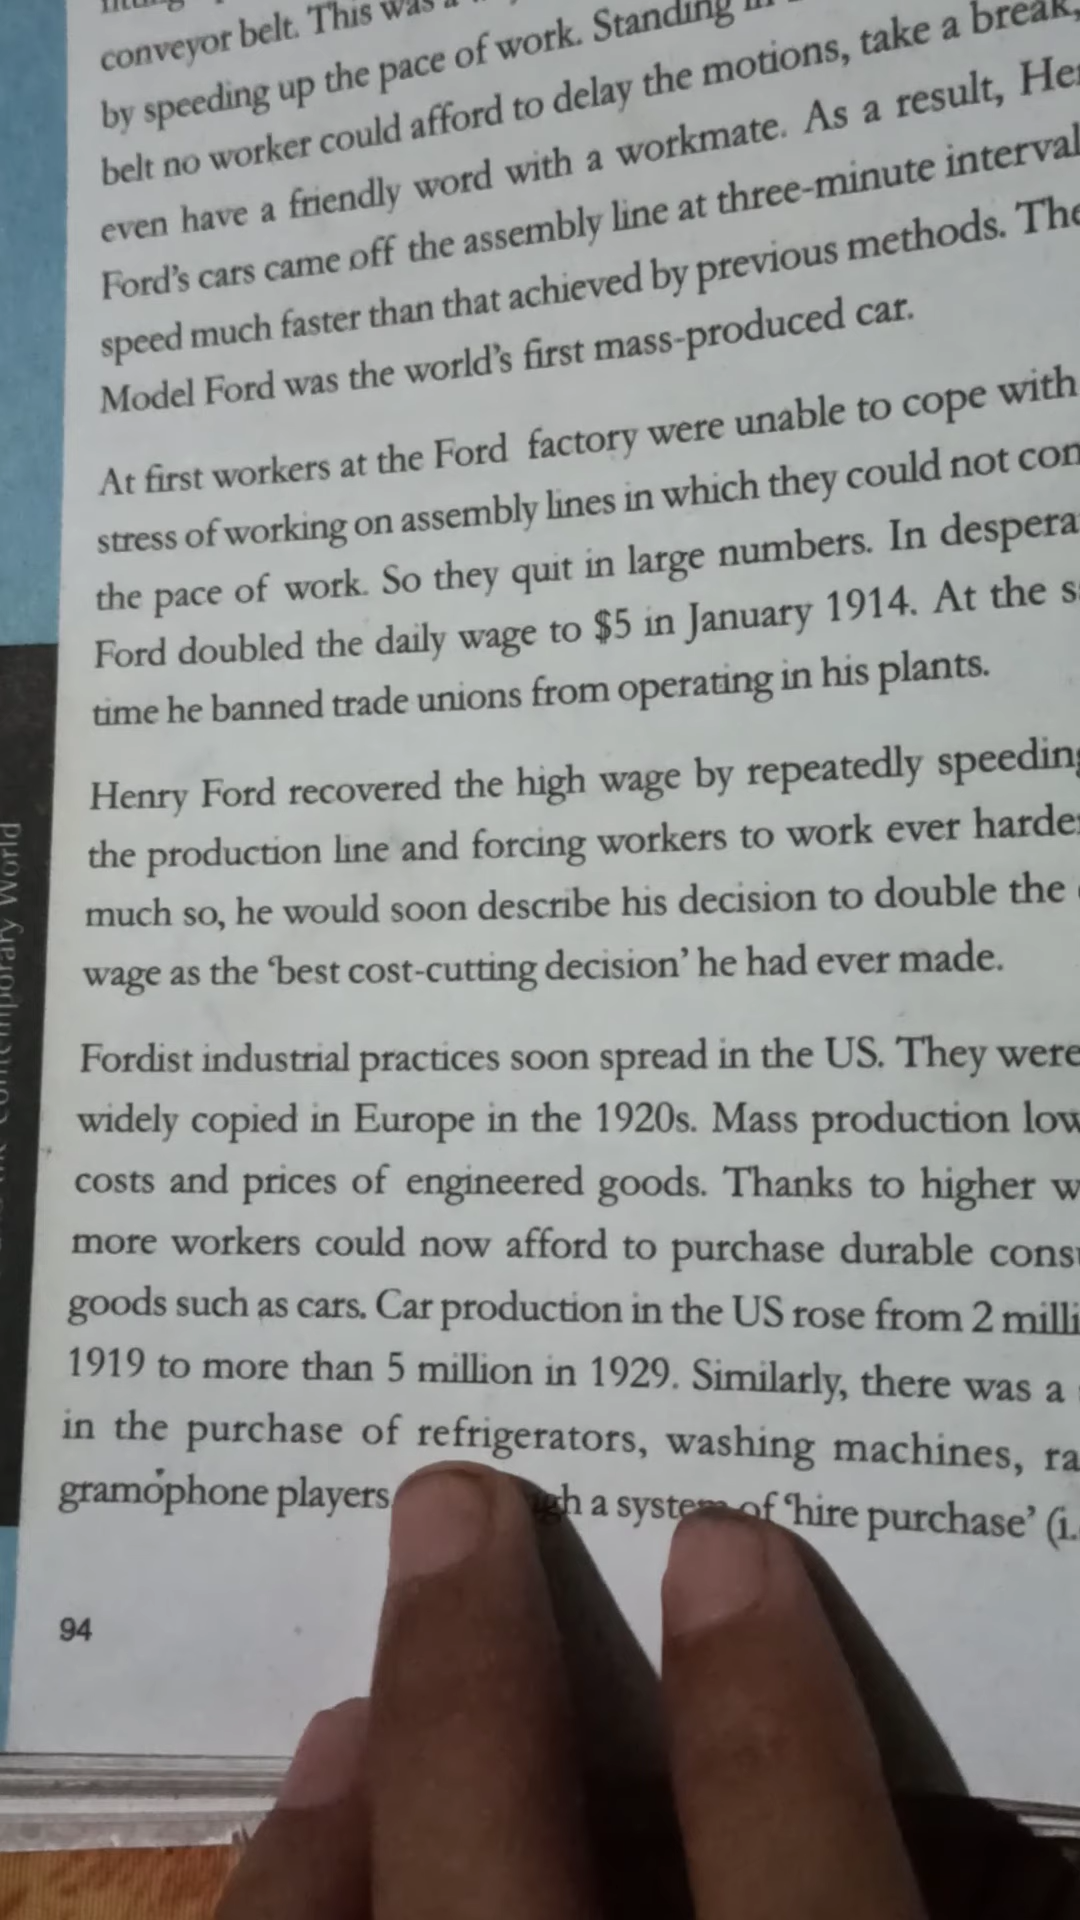 conveyor belt. This was a
by speeding up the pace of work. Standing
belt no worker could afford to delay the motions, take a break,
even have a friendly word with a workmate. As a result, He
Ford's cars came off the assembly line at three-minute interval
speed much faster than that achieved by previous methods. The
Model Ford was the world's first mass-produced car.
At first workers at the Ford factory were unable to cope with
stress of working on assembly lines in which they could not con
the pace of work. So they quit in large numbers. In despera
Ford doubled the daily wage to $5 in January 1914. At the s
time he banned trade unions from operating in his plants.
Henry Ford recovered the high wage by repeatedly speeding
the production line and forcing workers to work ever harde
much so, he would soon describe his decision to double the
wage as the 'best cost-cutting decision' he had ever made.
Fordist industrial practices soon spread in the US. They were
widely copied in Europe in the 1920s. Mass production low
costs and prices of engineered goods. Thanks to higher w
more workers could now afford to purchase durable cons
goods such as cars. Car production in the US rose from 2 milli
1919 to more than 5 million in 1929. Similarly, there was a
in the purchase of refrigerators, washing machines, ra
gramophone players a system of 'hire purchase' (i.
94
Contemporary World